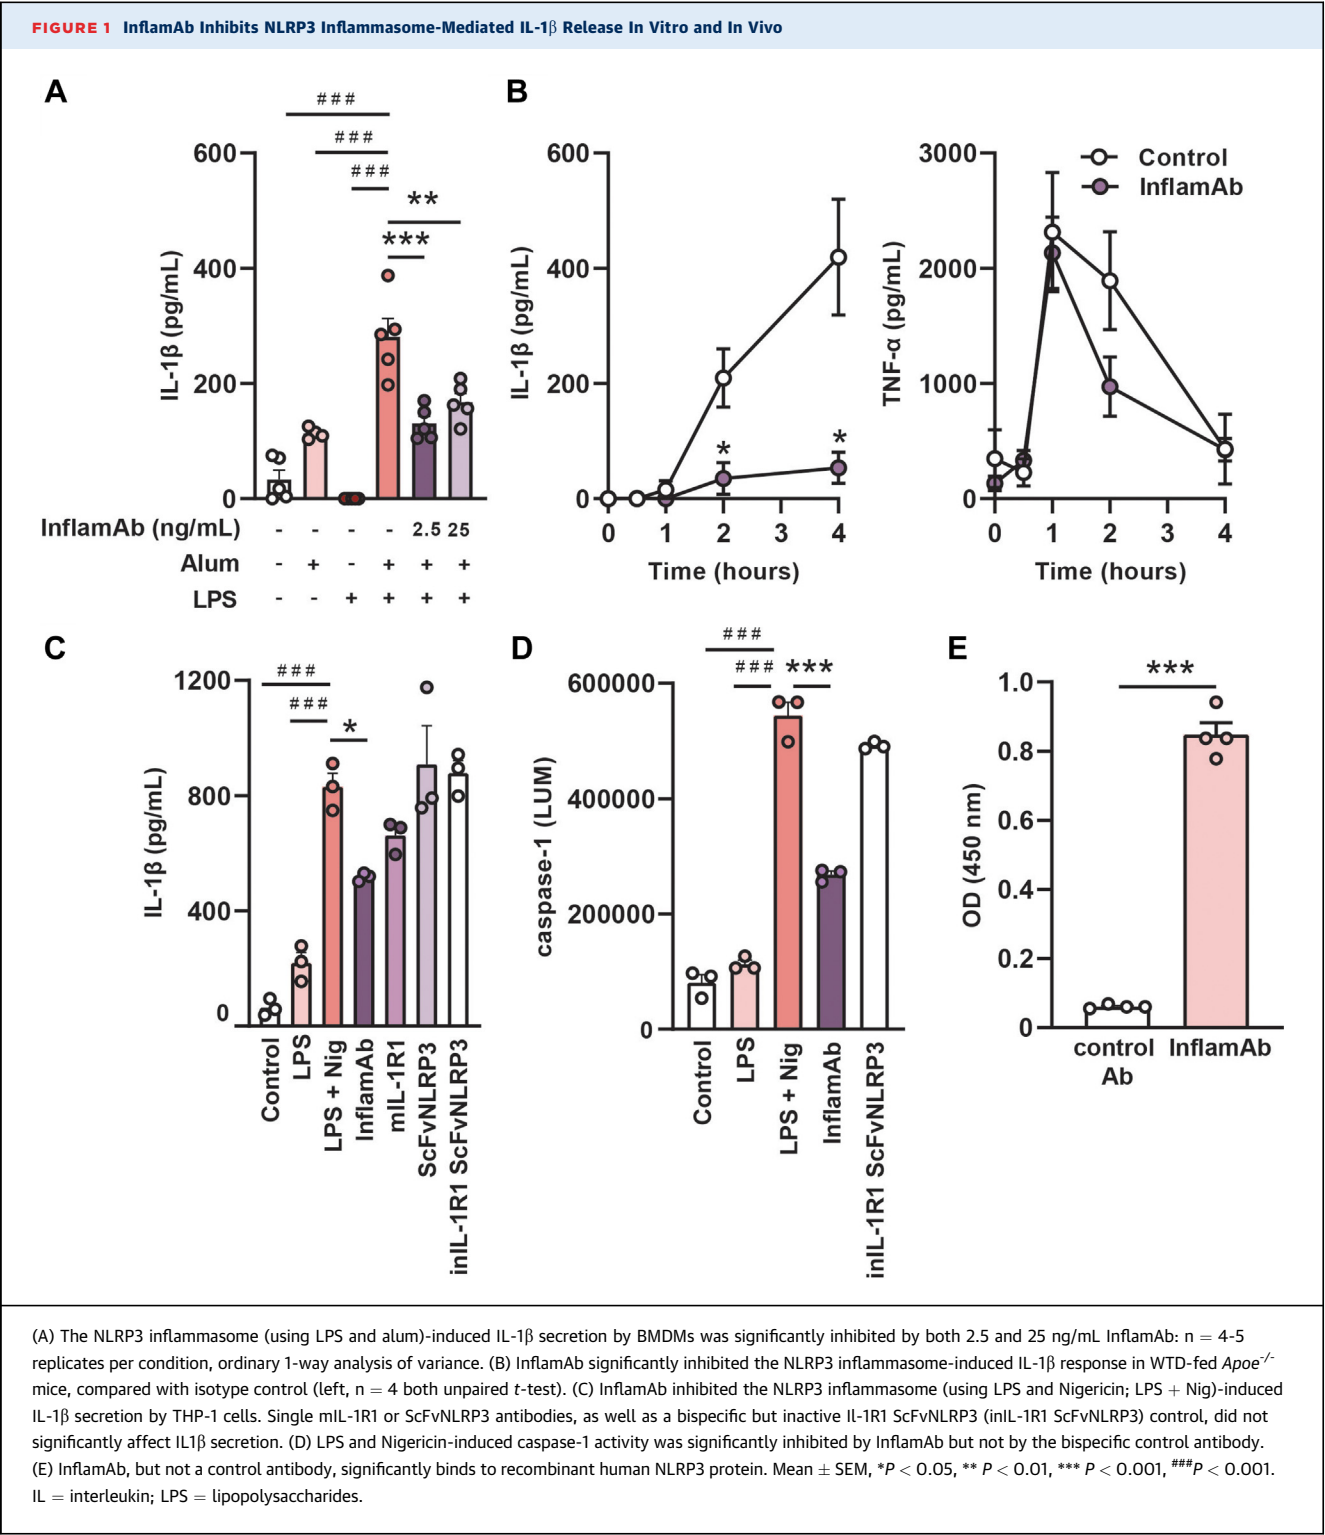 FIGURE 1 InflamAb Inhibits NLRP3 Inflammasome-Mediated IL-1β Release In Vitro and In Vivo
A
###
###
###
**
***
600
400
200
0
IL-1β (pg/mL)
InflamAb (ng/mL) - - - - 2.5 25
Alum - + - + + +
LPS - - + + + +
B
600
400
200
0
IL-1β (pg/mL)
*
*
0 1 2 3 4
Time (hours)
3000
2000
1000
0
TNF-α (pg/mL)
Control
InflamAb
0 1 2 3 4
Time (hours)
C
###
###
*
1200
800
400
0
IL-1β (pg/mL)
Control
LPS
LPS + Nig
InflamAb
mIL-1R1
ScFvNLRP3
inIL-1R1 ScFvNLRP3
D
###
###
***
600000
400000
200000
0
caspase-1 (LUM)
Control
LPS
LPS + Nig
InflamAb
inIL-1R1 ScFvNLRP3
E
***
1.0
0.8
0.6
0.4
0.2
0
OD (450 nm)
control InflamAb
Ab
(A) The NLRP3 inflammasome (using LPS and alum)-induced IL-1β secretion by BMDMs was significantly inhibited by both 2.5 and 25 ng/mL InflamAb: n = 4-5
replicates per condition, ordinary 1-way analysis of variance. (B) InflamAb significantly inhibited the NLRP3 inflammasome-induced IL-1β response in WTD-fed Apoe-/-
mice, compared with isotype control (left, n = 4 both unpaired t-test). (C) InflamAb inhibited the NLRP3 inflammasome (using LPS and Nigericin; LPS + Nig)-induced
IL-1β secretion by THP-1 cells. Single mIL-1R1 or ScFvNLRP3 antibodies, as well as a bispecific but inactive Il-1R1 ScFvNLRP3 (inIL-1R1 ScFvNLRP3) control, did not
significantly affect IL1β secretion. (D) LPS and Nigericin-induced caspase-1 activity was significantly inhibited by InflamAb but not by the bispecific control antibody.
(E) InflamAb, but not a control antibody, significantly binds to recombinant human NLRP3 protein. Mean ± SEM, *P < 0.05, ** P < 0.01, *** P < 0.001, ###P < 0.001.
IL = interleukin; LPS = lipopolysaccharides.